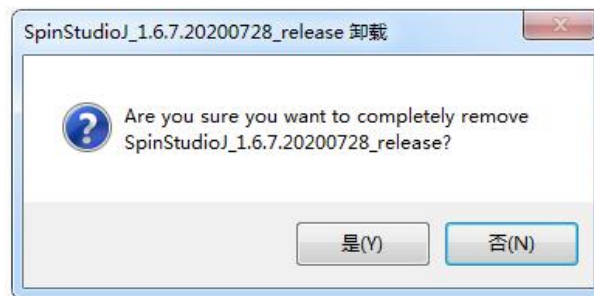 SpinStudioJ_1.6.7.20200728_release 卸载
Are you sure you want to completely remove
SpinStudioJ_1.6.7.20200728_release?
是(Y)
否(N)